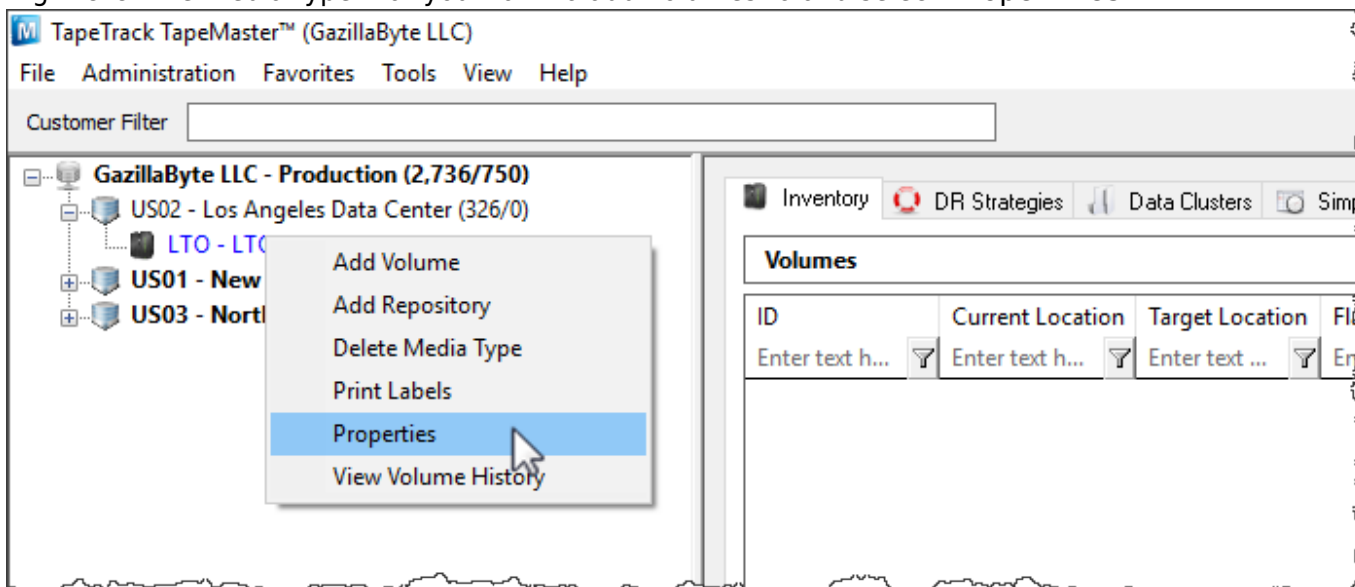 TapeTrack TapeMaster™ (GazillaByte LLC)
File Administration Favorites Tools View Help
Customer Filter
GazillaByte LLC - Production (2,736/750)
US02 - Los Angeles Data Center (326/0)
LTO - LTO
US01 - New
US03 - North
Add Volume
Add Repository
Delete Media Type
Print Labels
Properties
View Volume History
Inventory DR Strategies Data Clusters
Volumes
ID Current Location Target Location
Enter text h... Enter text h... Enter text ...